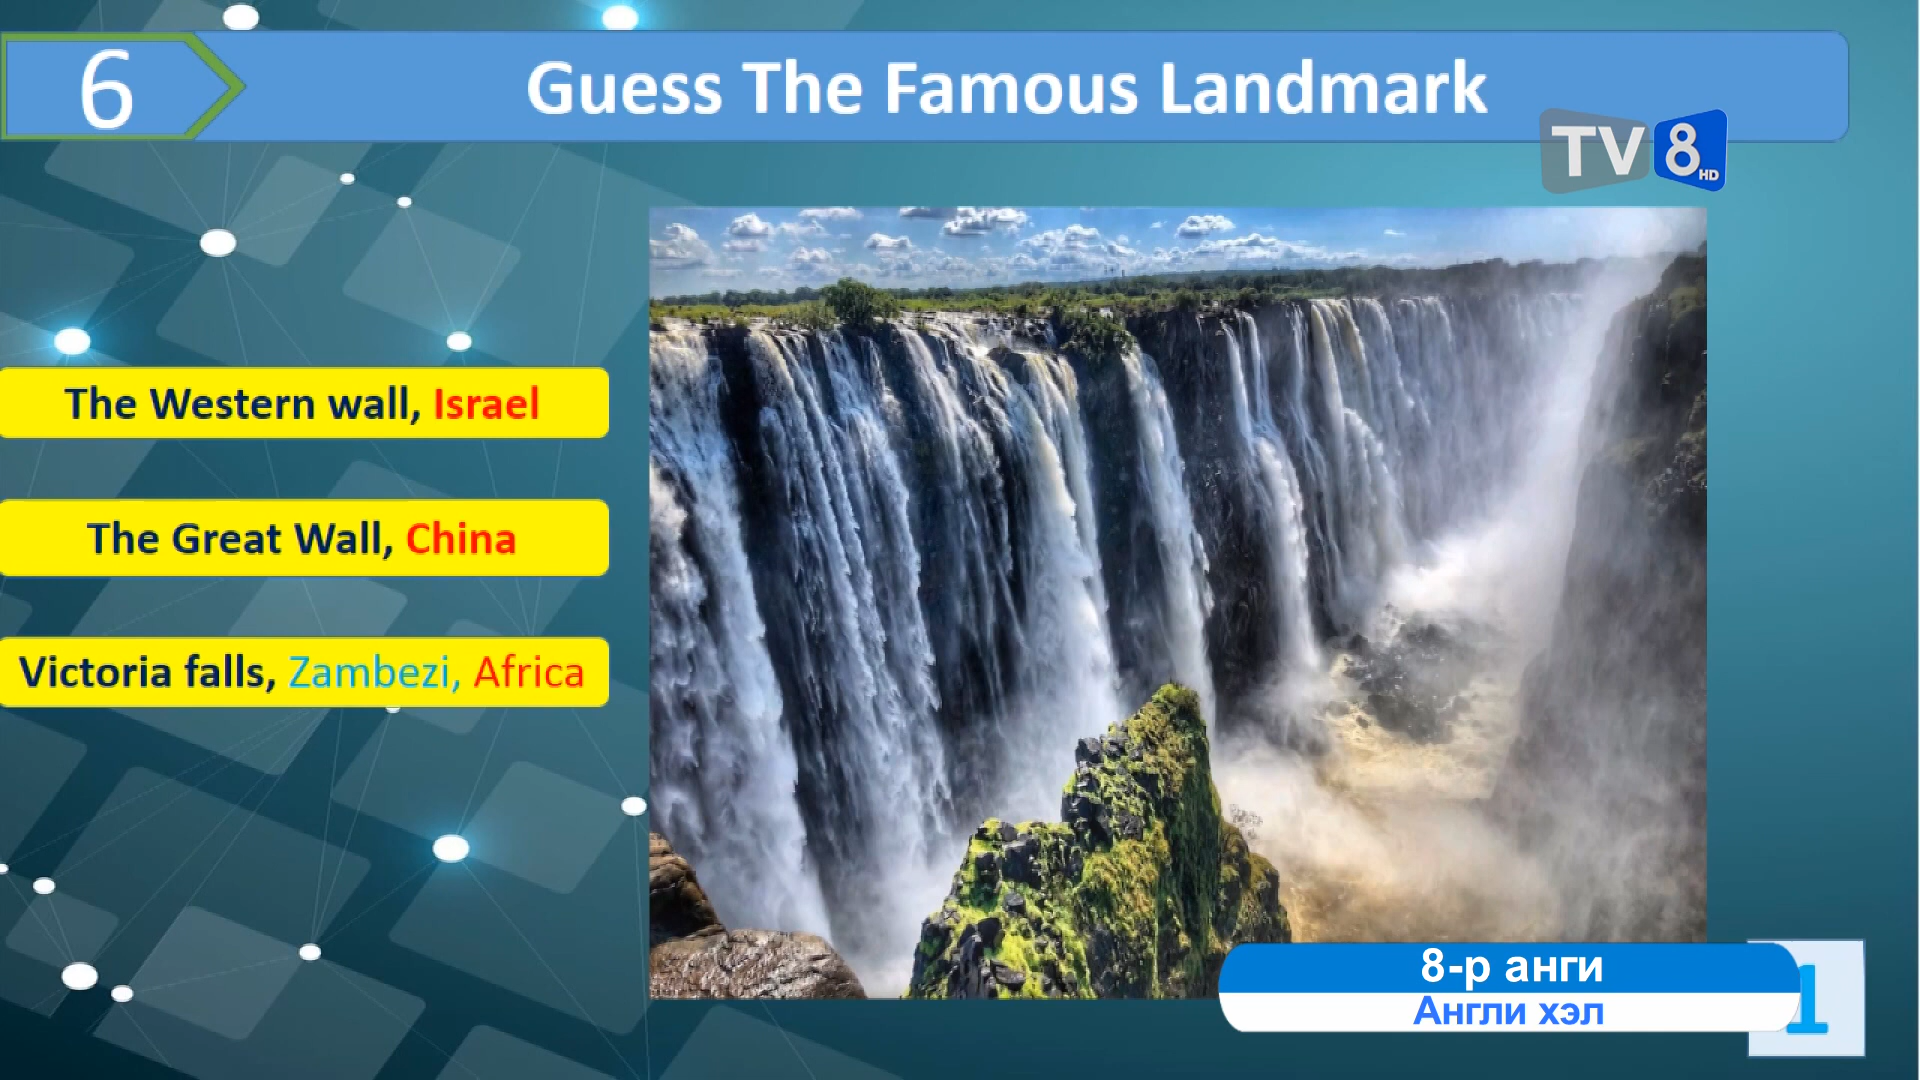 6
Guess The Famous Landmark
TV8 HD
The Western wall, Israel
The Great Wall, China
Victoria falls, Zambezi, Africa
8-р анги
Англи хэл
1